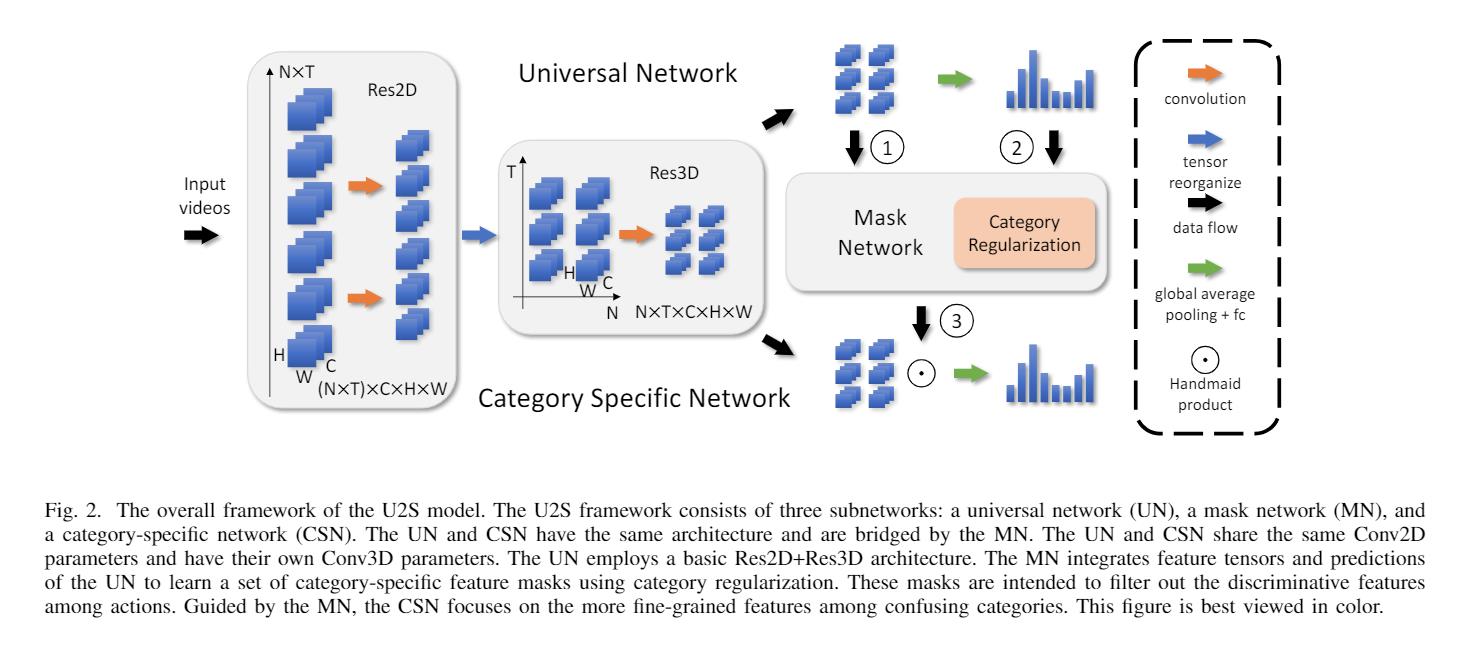 Input
videos
N×T
Res2D
H
W
C
(N×T)×C×H×W
Universal Network
T
Res3D
H
W
C
N
N×T×C×H×W
Category Specific Network
1
2
Mask
Network
Category
Regularization
3
convolution
tensor
reorganize
data flow
global average
pooling + fc
Handmaid
product
Fig. 2. The overall framework of the U2S model. The U2S framework consists of three subnetworks: a universal network (UN), a mask network (MN), and
a category-specific network (CSN). The UN and CSN have the same architecture and are bridged by the MN. The UN and CSN share the same Conv2D
parameters and have their own Conv3D parameters. The UN employs a basic Res2D+Res3D architecture. The MN integrates feature tensors and predictions
of the UN to learn a set of category-specific feature masks using category regularization. These masks are intended to filter out the discriminative features
among actions. Guided by the MN, the CSN focuses on the more fine-grained features among confusing categories. This figure is best viewed in color.